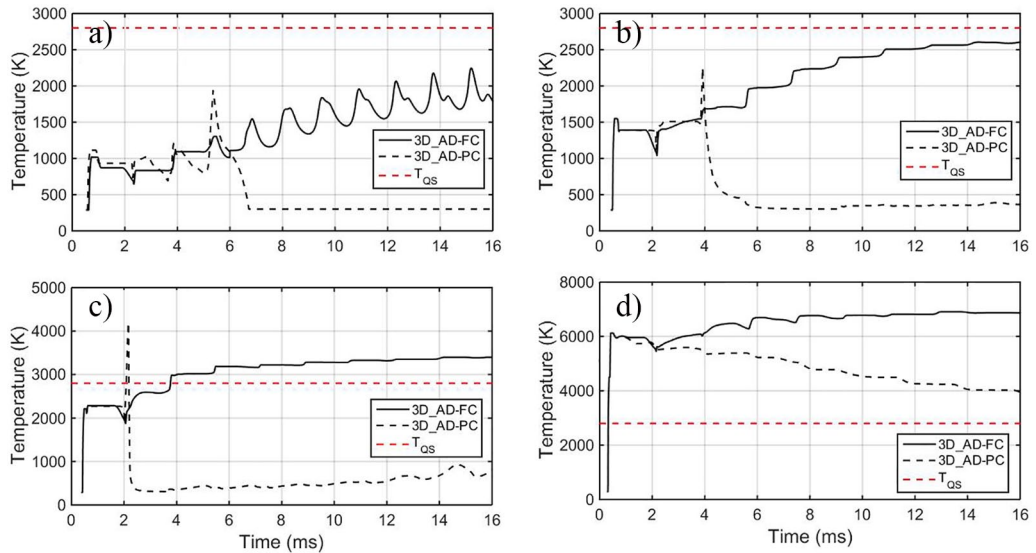 a)
3000
2500
2000
1500
1000
500
0
Temperature (K)
0 2 4 6 8 10 12 14 16
3D_AD-FC
3D_AD-PC
T_QS
b)
3000
2500
2000
1500
1000
500
0
Temperature (K)
0 2 4 6 8 10 12 14 16
3D_AD-FC
3D_AD-PC
T_QS
c)
5000
4000
3000
2000
1000
0
Temperature (K)
0 2 4 6 8 10 12 14 16
Time (ms)
3D_AD-FC
3D_AD-PC
T_QS
d)
8000
6000
4000
2000
0
Temperature (K)
0 2 4 6 8 10 12 14 16
Time (ms)
3D_AD-FC
3D_AD-PC
T_QS